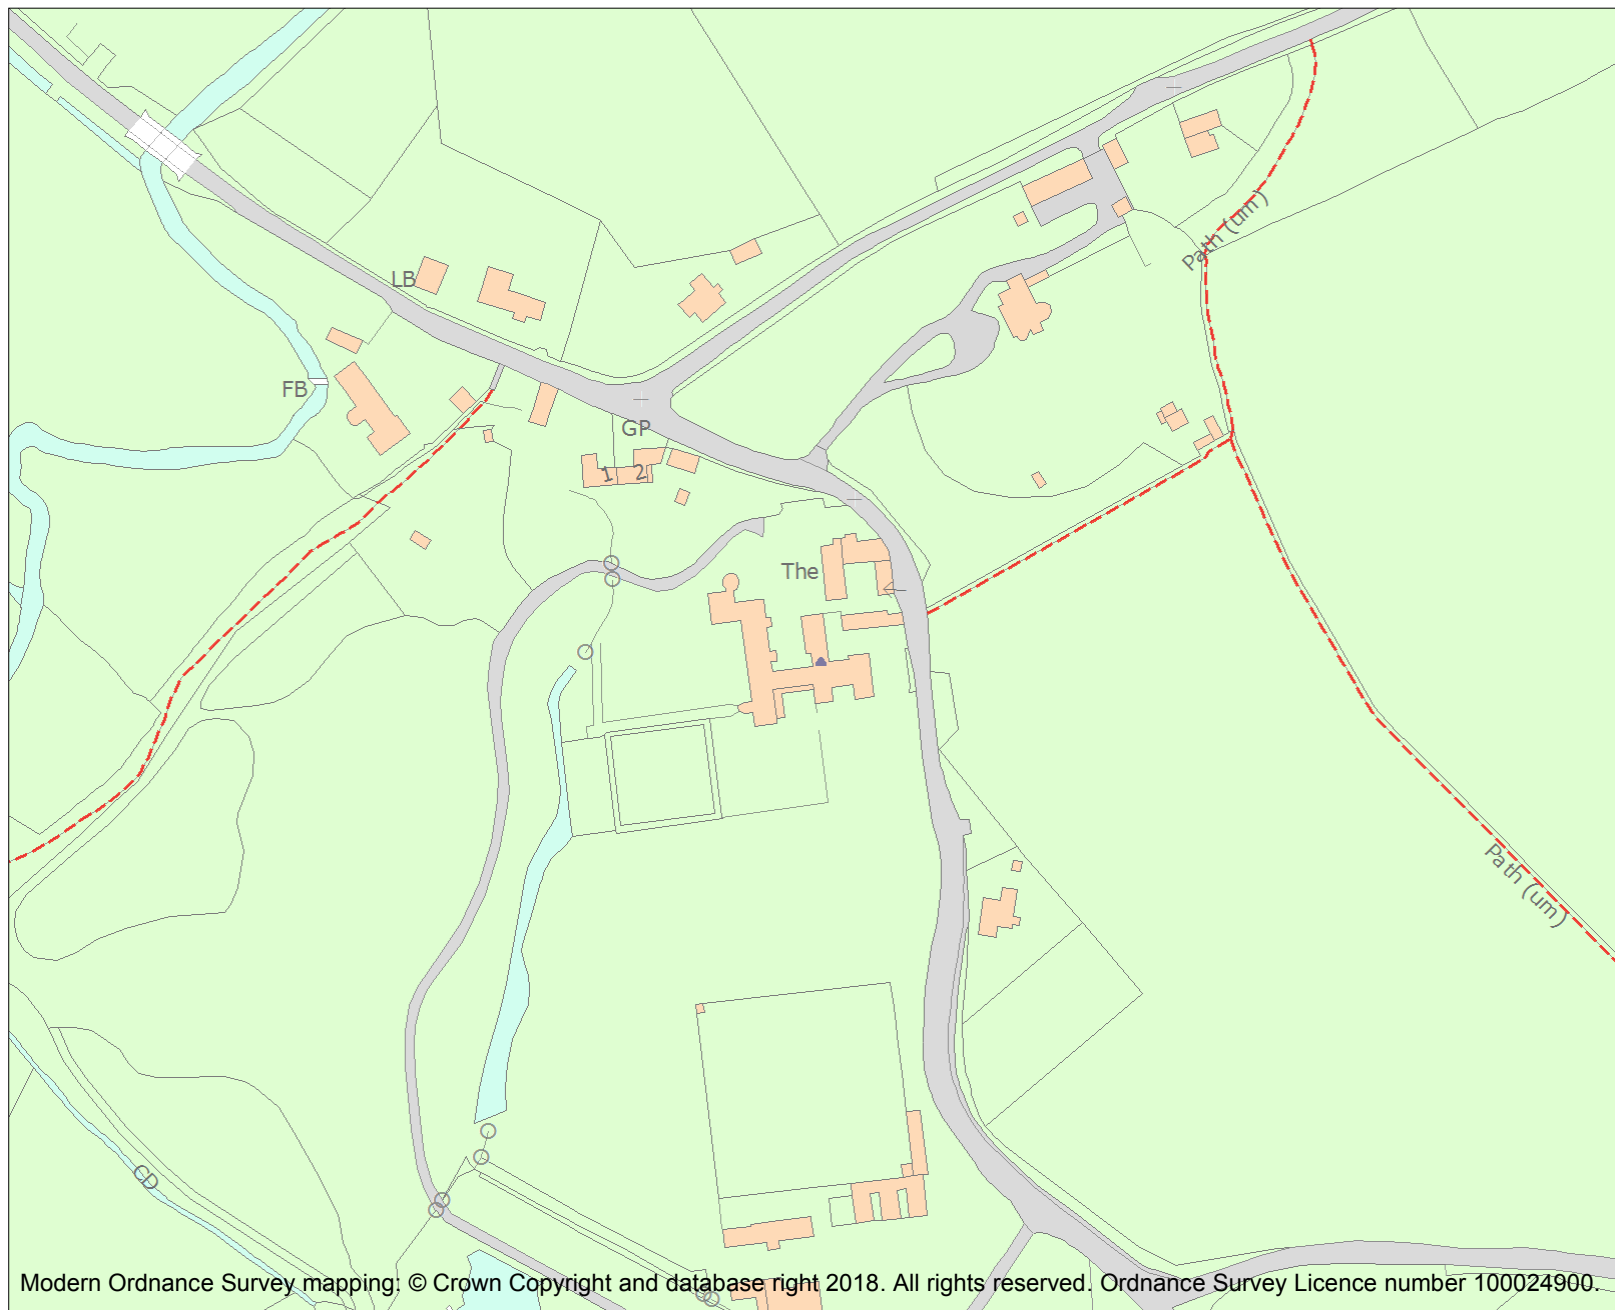 Path (um)
LB
FB
GP
1 2
The
Path (um)
CD
Modern Ordnance Survey mapping: © Crown Copyright and database right 2018. All rights reserved. Ordnance Survey Licence number 100024900.